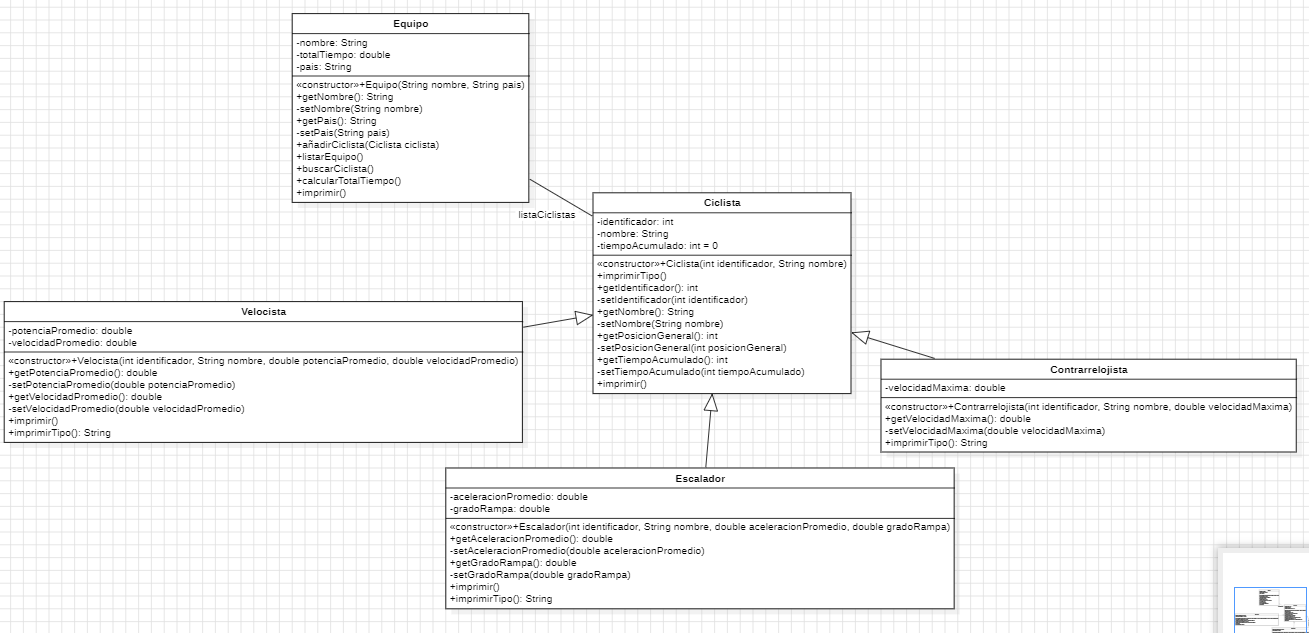 Equipo
-nombre: String
-totalTiempo: double
-pais: String
«constructor»+Equipo(String nombre, String pais)
+getNombre(): String
-setNombre(String nombre)
+getPais(): String
-setPais(String pais)
+añadirCiclista(Ciclista ciclista)
+listarEquipo()
+buscarCiclista()
+calcularTotalTiempo()
+imprimir()
listaCiclistas
Ciclista
-identificador: int
-nombre: String
-tiempoAcumulado: int = 0
«constructor»+Ciclista(int identificador, String nombre)
+imprimirTipo()
+getIdentificador(): int
-setIdentificador(int identificador)
+getNombre(): String
-setNombre(String nombre)
+getPosicionGeneral(): int
-setPosicionGeneral(int posicionGeneral)
+getTiempoAcumulado(): int
-setTiempoAcumulado(int tiempoAcumulado)
+imprimir()
Velocista
-potenciaPromedio: double
-velocidadPromedio: double
«constructor»+Velocista(int identificador, String nombre, double potenciaPromedio, double velocidadPromedio)
+getPotenciaPromedio(): double
-setPotenciaPromedio(double potenciaPromedio)
+getVelocidadPromedio(): double
-setVelocidadPromedio(double velocidadPromedio)
+imprimir()
+imprimirTipo(): String
Contrarrelojista
-velocidadMaxima: double
«constructor»+Contrarrelojista(int identificador, String nombre, double velocidadMaxima)
+getVelocidadMaxima(): double
-setVelocidadMaxima(double velocidadMaxima)
+imprimirTipo(): String
Escalador
-aceleracionPromedio: double
-gradoRampa: double
«constructor»+Escalador(int identificador, String nombre, double aceleracionPromedio, double gradoRampa)
+getAceleracionPromedio(): double
-setAceleracionPromedio(double aceleracionPromedio)
+getGradoRampa(): double
-setGradoRampa(double gradoRampa)
+imprimir()
+imprimirTipo(): String